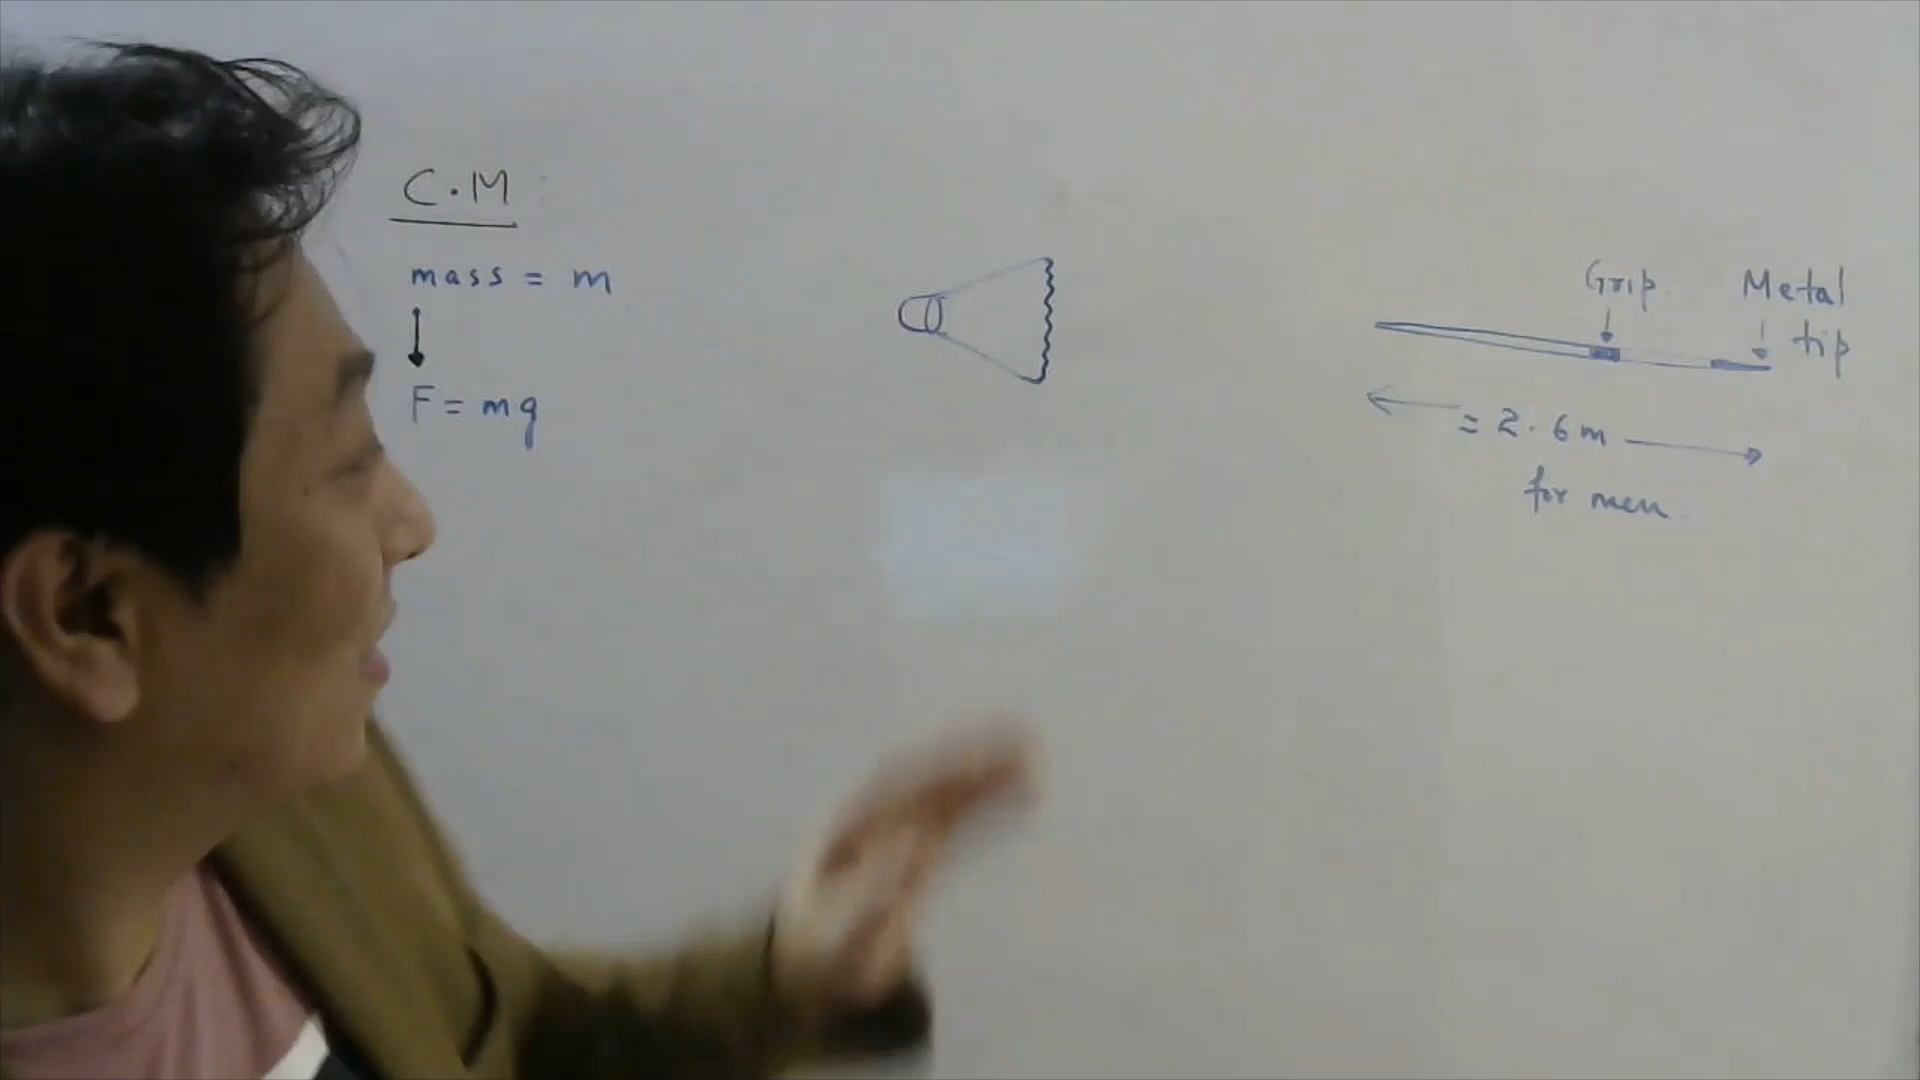 C.M
mass = m
F = mg
Grip
Metal
tip
= 2.6m
for men